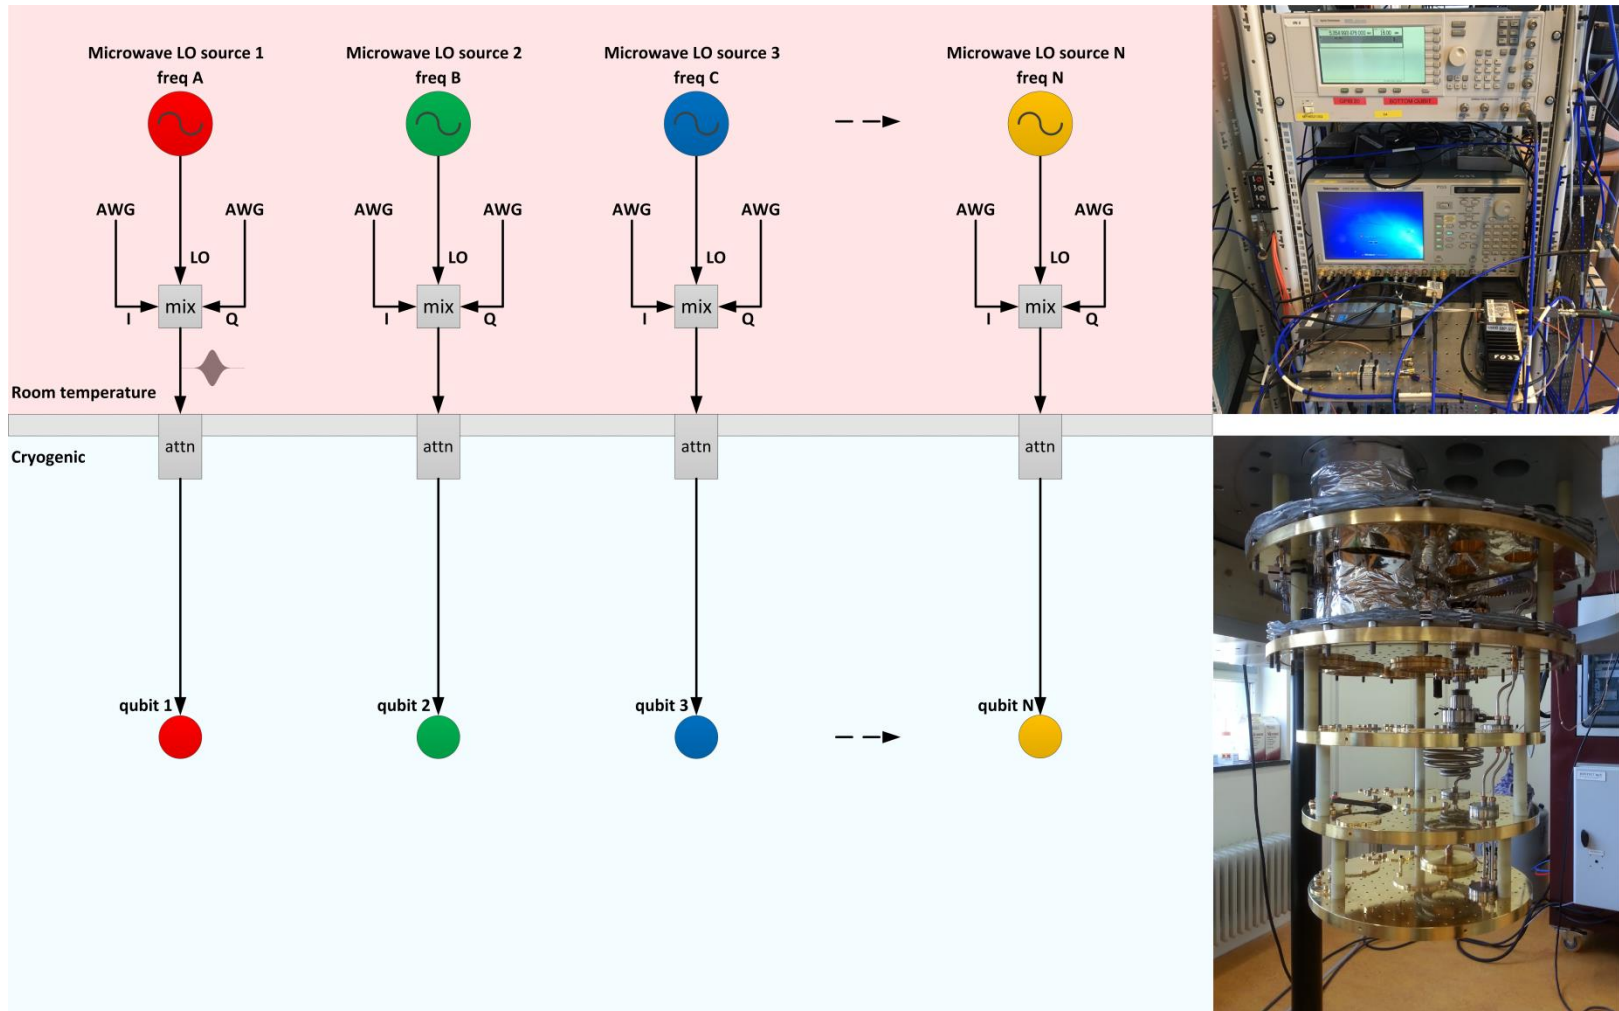 Microwave LO source 1
freq A
Microwave LO source 2
freq B
Microwave LO source 3
freq C
Microwave LO source N
freq N
AWG
AWG
AWG
AWG
AWG
AWG
AWG
AWG
LO
LO
LO
LO
mix
mix
mix
mix
I
Q
I
Q
I
Q
I
Q
Room temperature
attn
attn
attn
attn
Cryogenic
qubit 1
qubit 2
qubit 3
qubit N
BOTTOM QUBIT